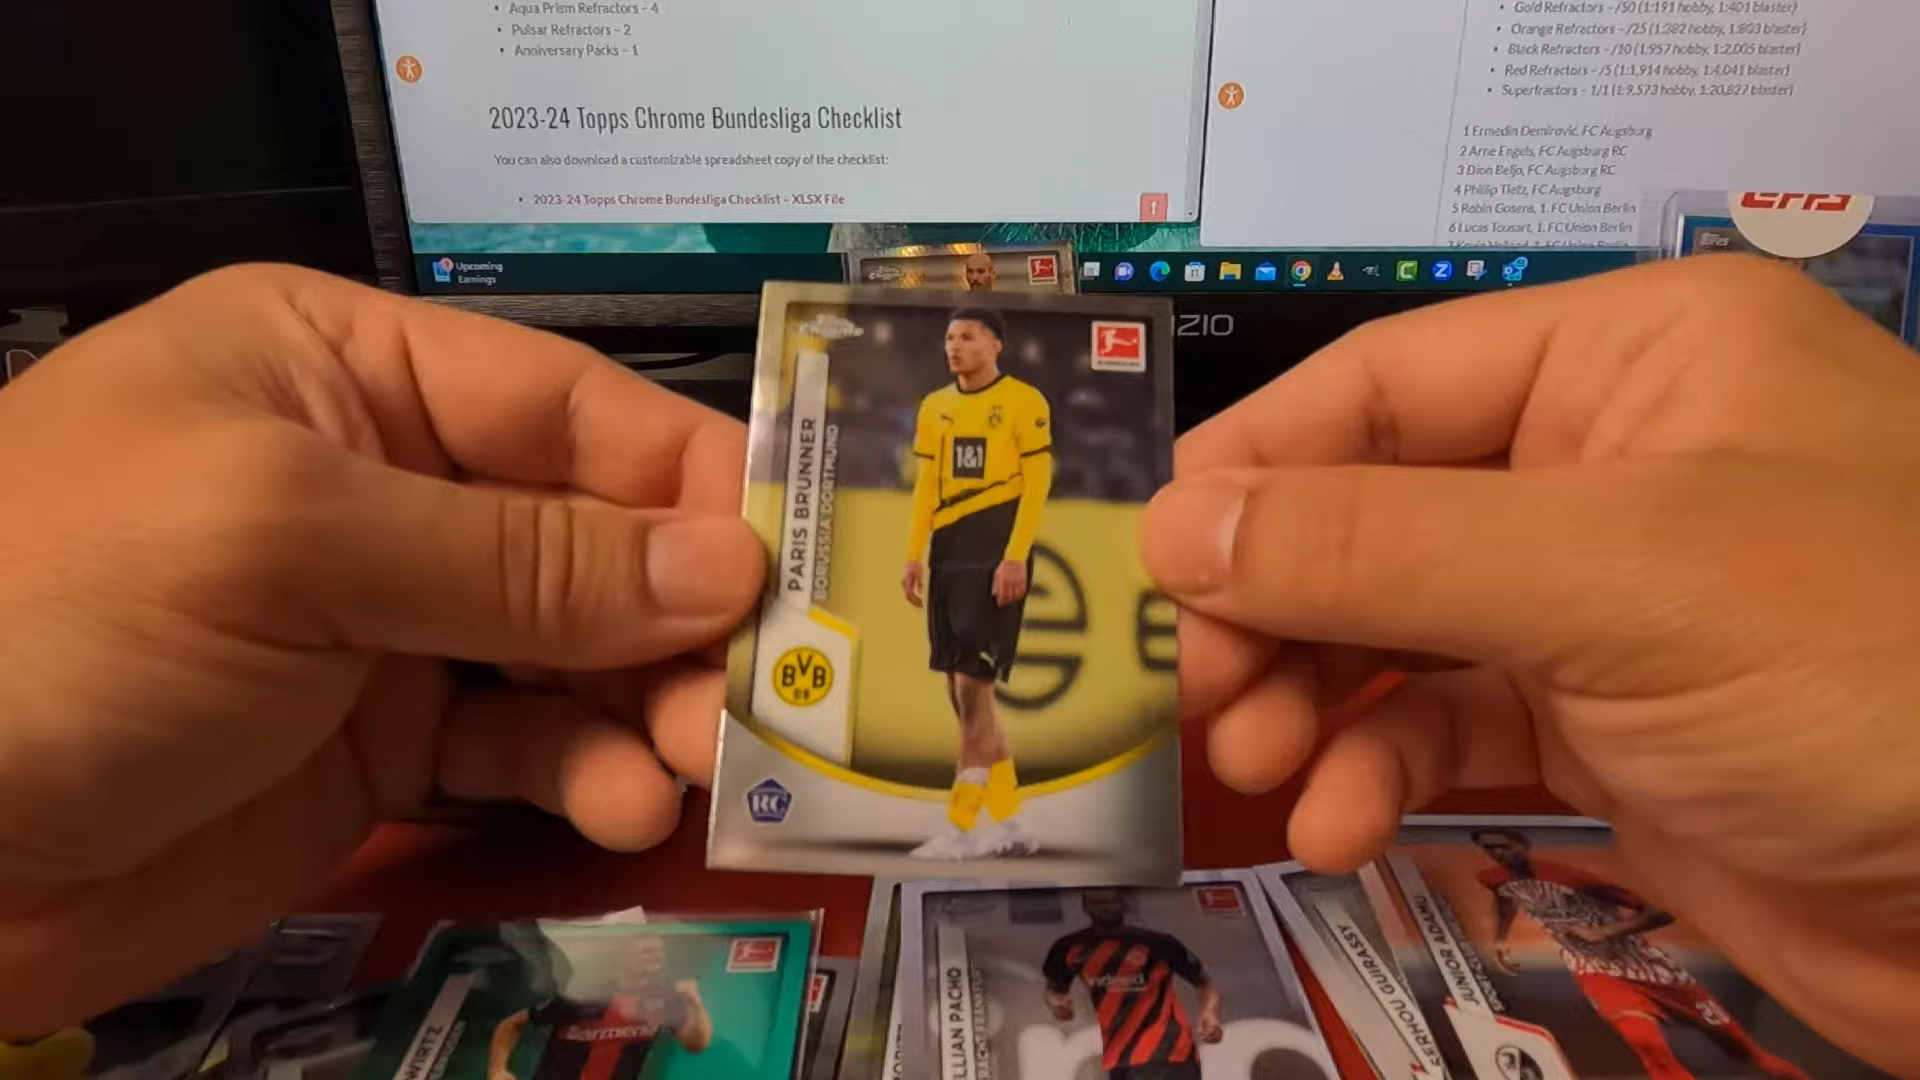 Aqua Prism Refractors – 4
Pulsar Refractors – 2
Anniversary Packs – 1
2023-24 Topps Chrome Bundesliga Checklist
You can also download a customizable spreadsheet copy of the checklist:
2023-24 Topps Chrome Bundesliga Checklist – XLSX File
Gold Refractors – /50 (1:191 hobby, 1:401 blaster)
Orange Refractors – /25 (1:382 hobby, 1:803 blaster)
Black Refractors – /10 (1:957 hobby, 1:2,005 blaster)
Red Refractors – /5 (1:1,914 hobby, 1:4,041 blaster)
Superfractors – 1/1 (1:9,573 hobby, 1:20,827 blaster)
1 Ermedin Demirović, FC Augsburg
2 Arne Engels, FC Augsburg RC
3 Dion Beljo, FC Augsburg RC
4 Phillip Tietz, FC Augsburg
5 Robin Gosens, 1. FC Union Berlin
6 Lucas Tousart, 1. FC Union Berlin
Upcoming
Earnings
IZIO
Topps
Topps
Chrome
PARIS BRUNNER
BORUSSIA DORTMUND
1&1
BVB
09
RC
WIRTZ
Barmenia
LLIAN PACHO
indeed
ERHOU GUIRASSY
JUNIOR ADAMU